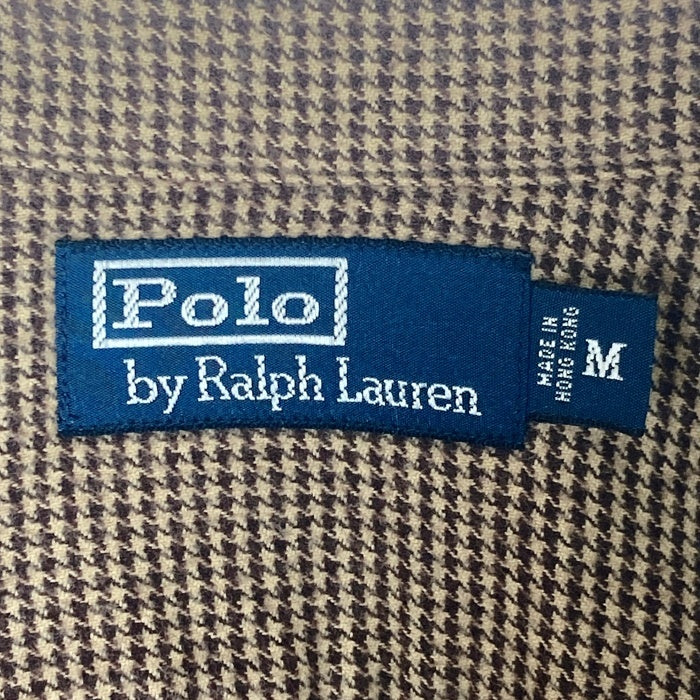 Polo
by Ralph Lauren
MADE IN
HONG KONG
M